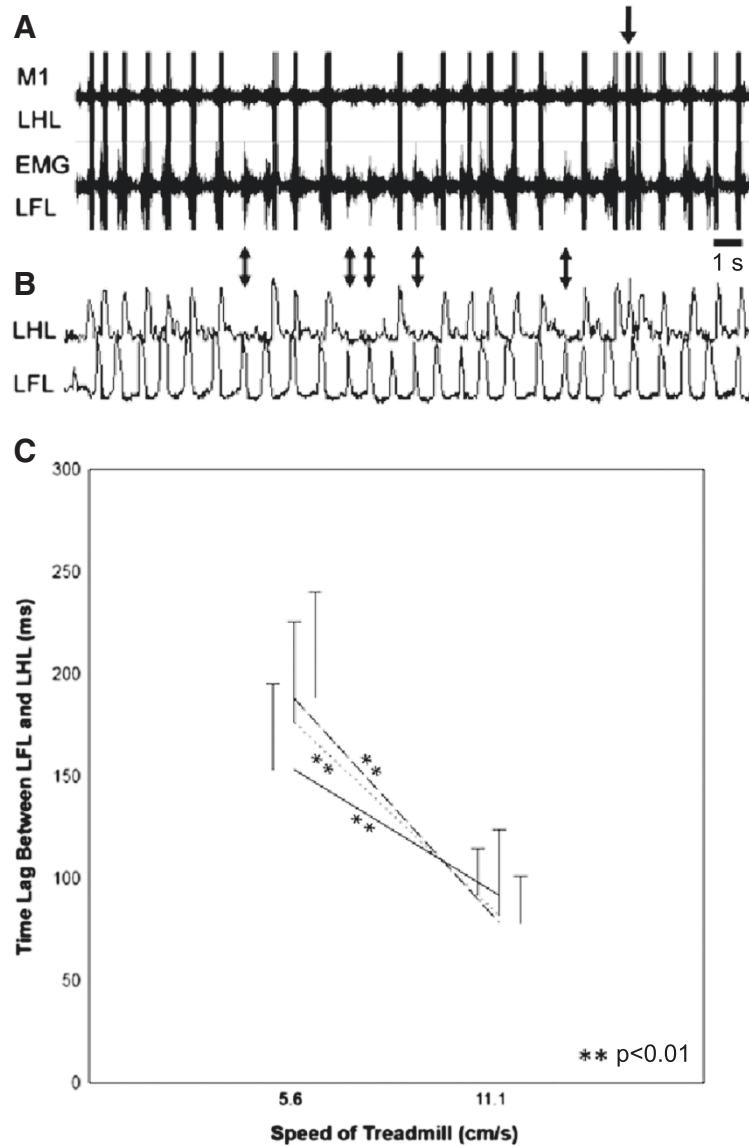 A
M1
LHL
EMG
LFL
1 s
B
LHL
LFL
C
300
250
200
150
100
50
0
Time Lag Between LFL and LHL (ms)
**
**
**
** p<0.01
5.6
11.1
Speed of Treadmill (cm/s)